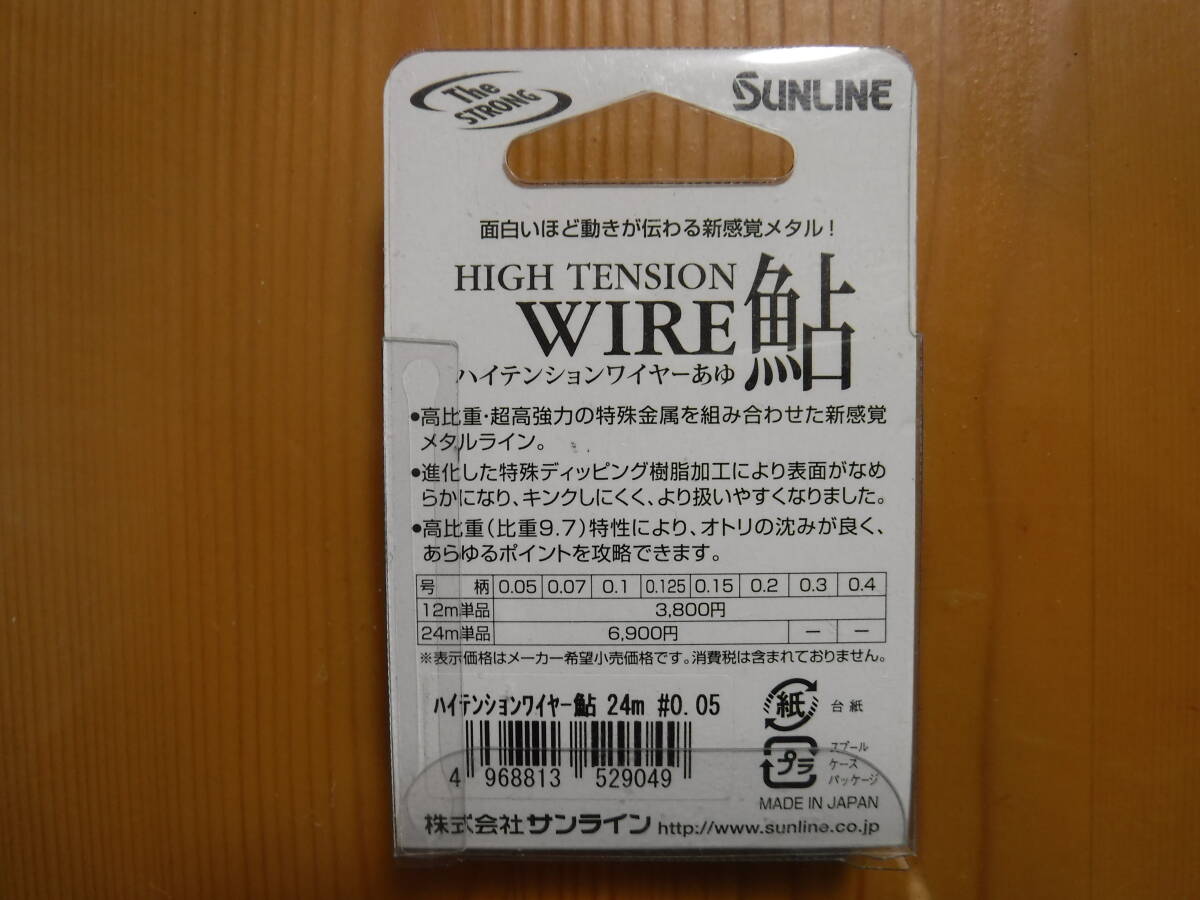 The STRONG
SUNLINE
面白いほど動きが伝わる新感覚メタル!
HIGH TENSION
WIRE 鮎
ハイテンションワイヤーあゆ
●高比重・超高強力の特殊金属を組み合わせた新感覚
メタルライン。
●進化した特殊ディッピング樹脂加工により表面がなめ
らかになり、キンクしにくく、より扱いやすくなりました。
●高比重(比重9.7)特性により、オトリの沈みが良く、
あらゆるポイントを攻略できます。
号 柄 0.05 0.07 0.1 0.125 0.15 0.2 0.3 0.4
12m単品 3,800円
24m単品 6,900円 ー ー
※表示価格はメーカー希望小売価格です。消費税は含まれておりません。
ハイテンションワイヤー鮎 24m #0.05
4 968813 529049
紙 台紙
プラ スプール
ケース
パッケージ
MADE IN JAPAN
株式会社サンライン http://www.sunline.co.jp